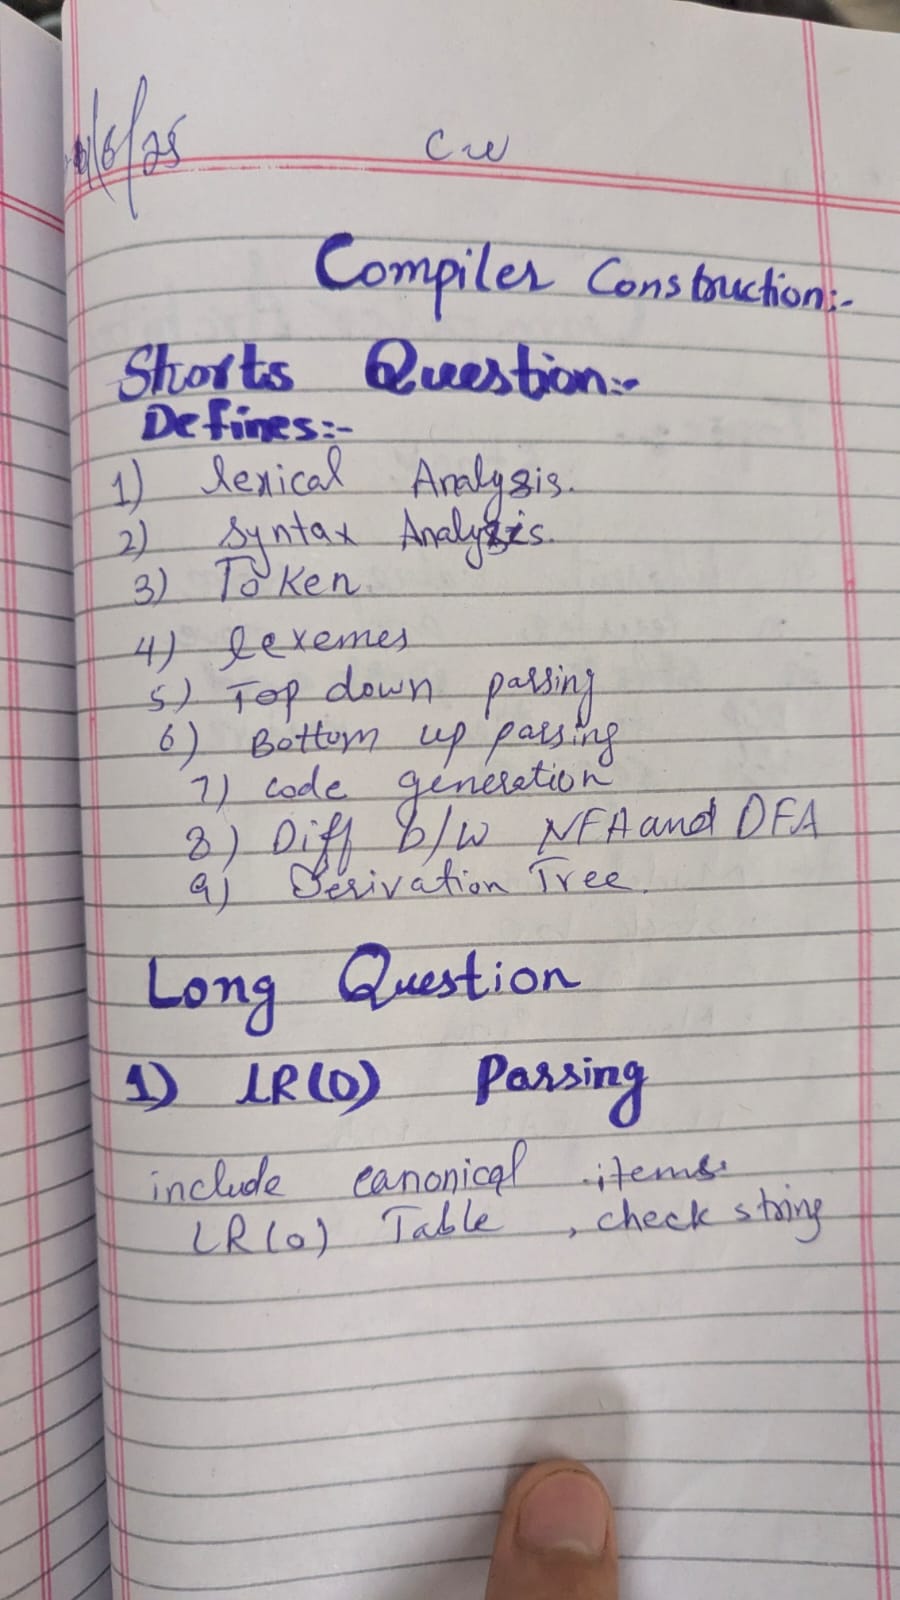 /6/25
CW
Compiler Construction:-
Shorts Question:-
Defines:-
1) lexical Analysis.
2) Syntax Analysis.
3) Token.
4) lexemes
5) Top down passing
6) Bottom up passing
7) code generation
8) Diff b/w NFA and DFA
9) Derivation Tree.
Long Question
1) LR(0) Passing
include canonical items
LR(0) Table , check string